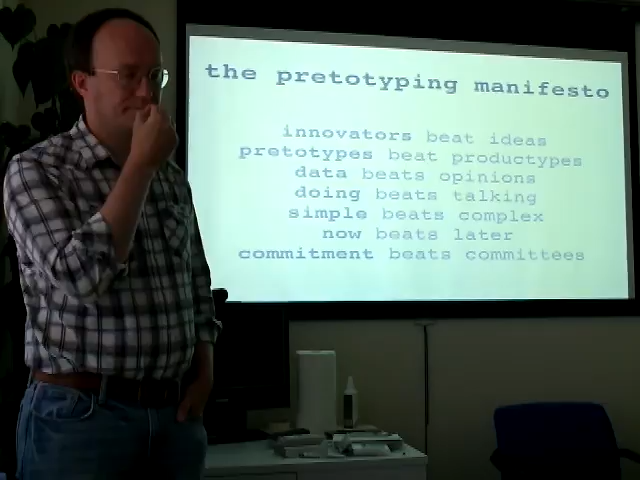 the pretotyping manifesto
innovators beat ideas
pretotypes beat productypes
data beats opinions
doing beats talking
simple beats complex
now beats later
commitment beats committees